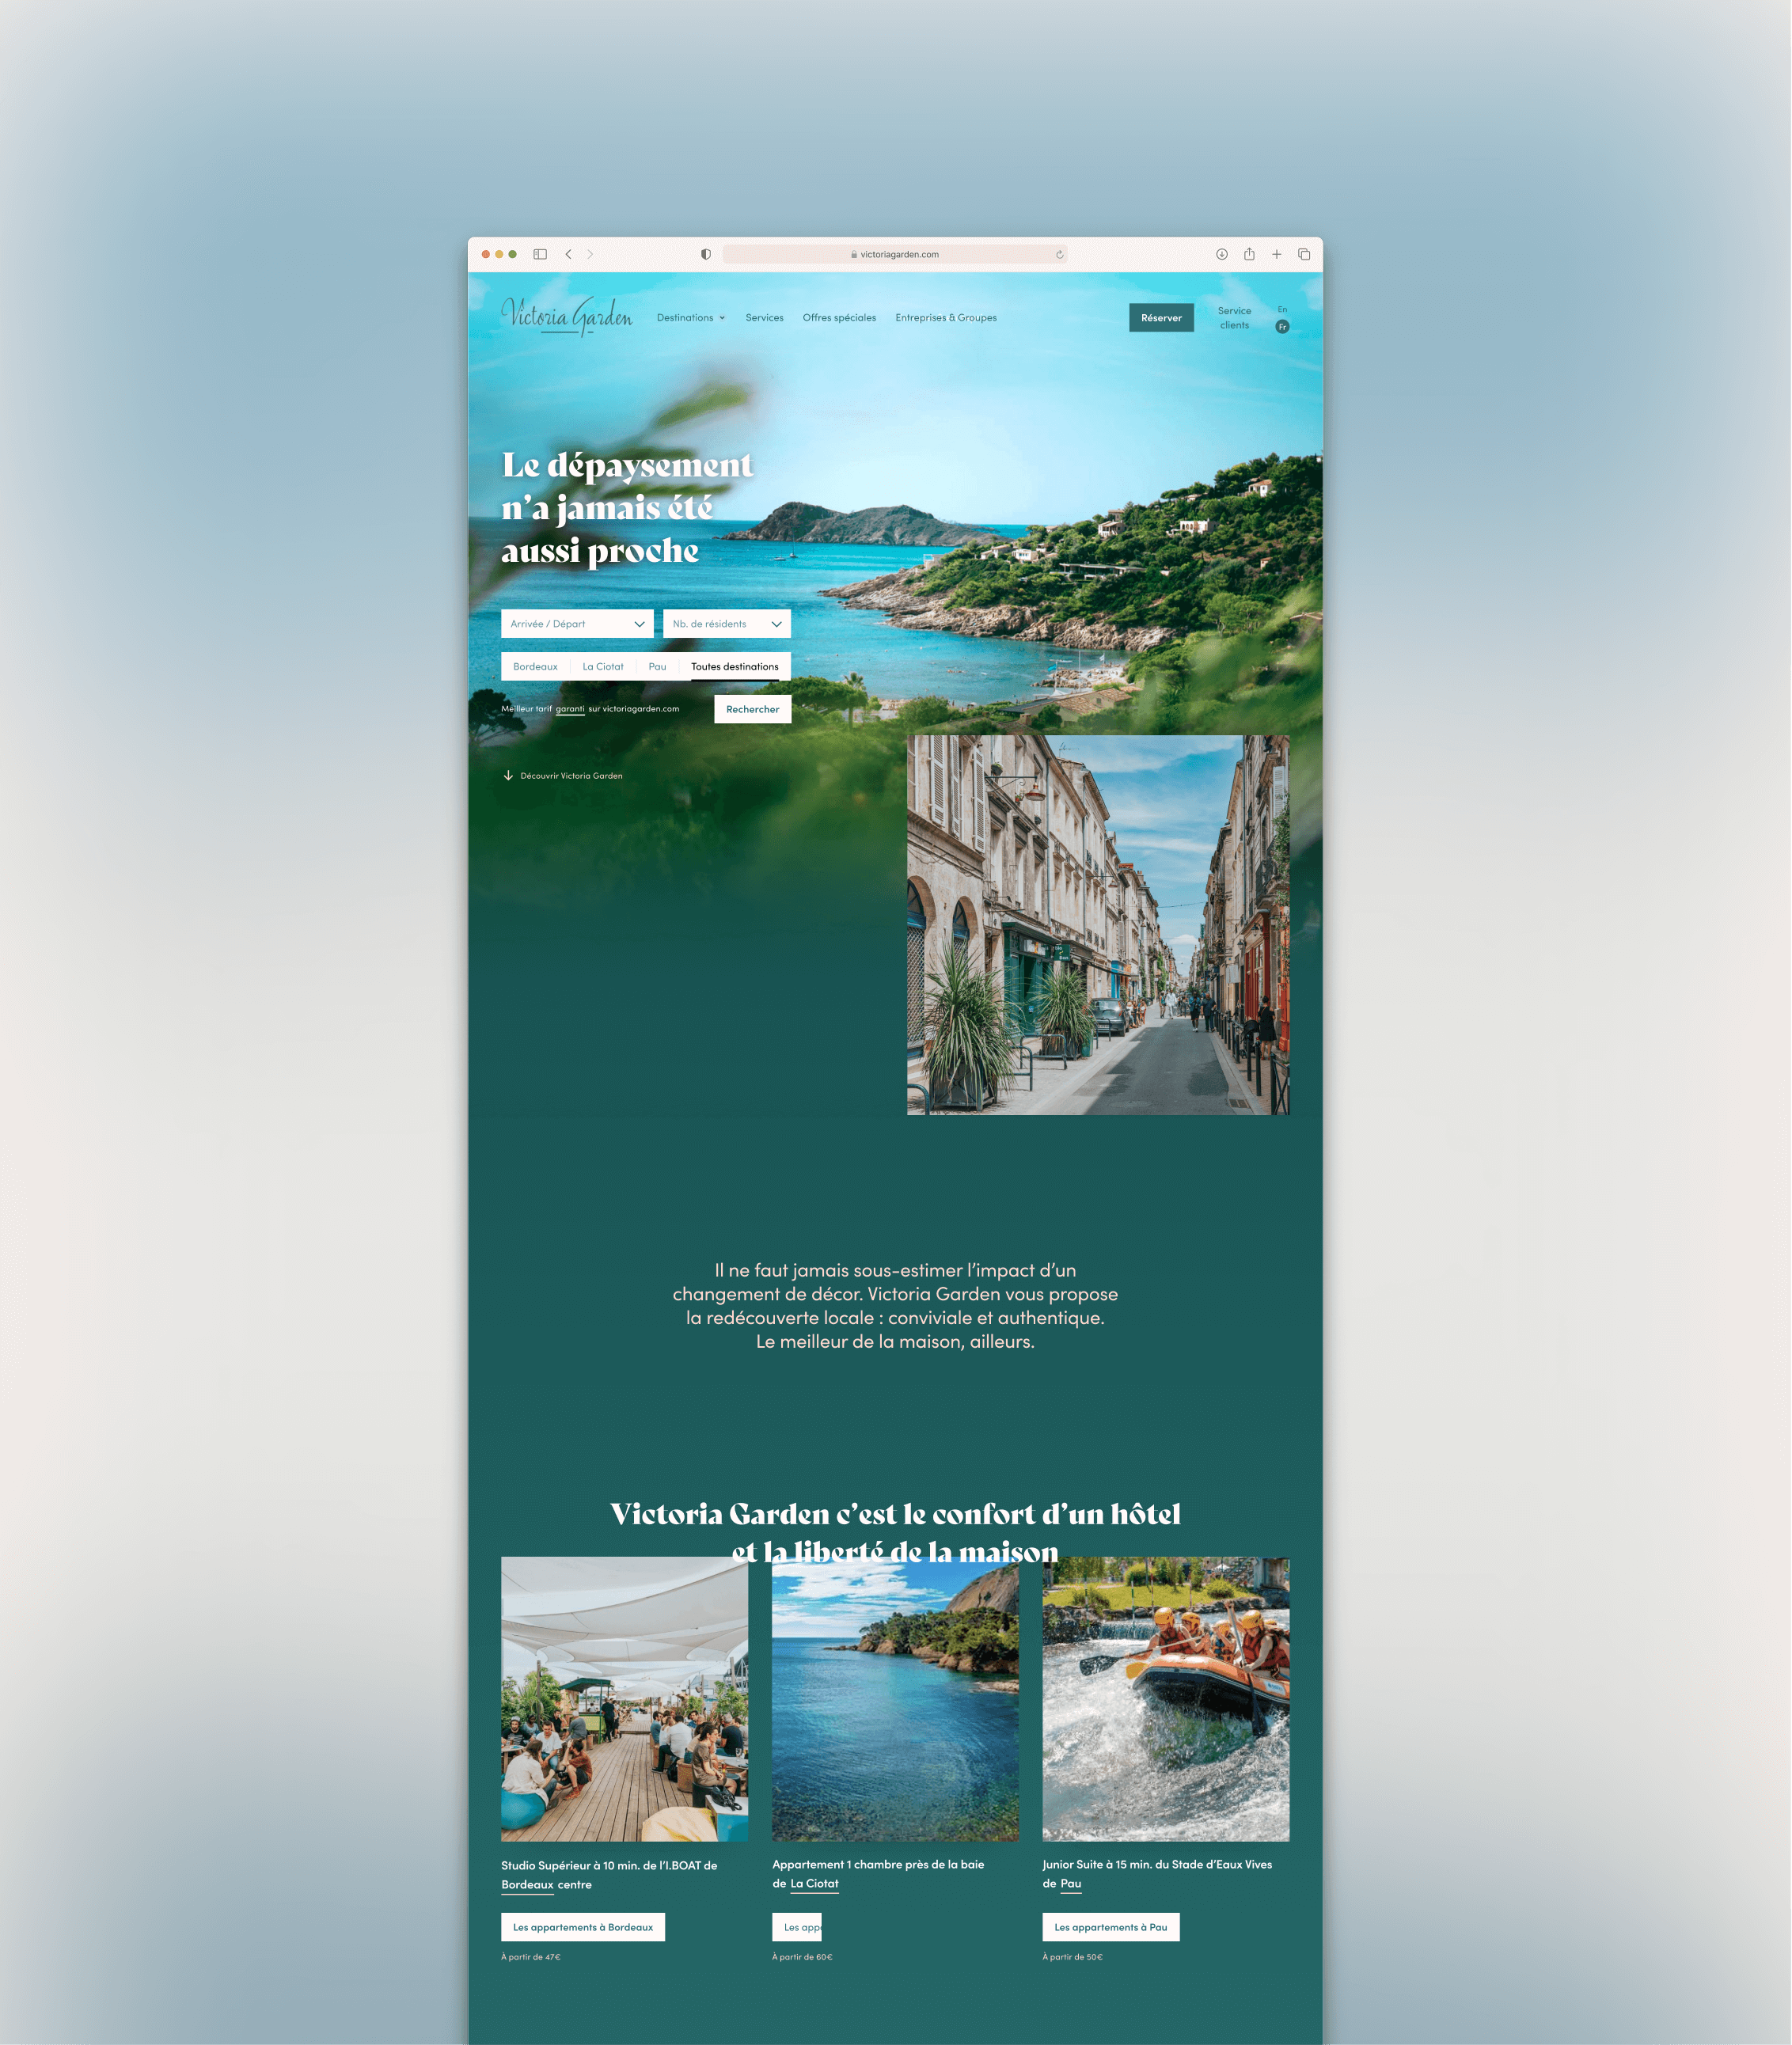 victoriagarden.com
Victoria Garden
Destinations
Services
Offres spéciales
Entreprises & Groupes
Réserver
Service
clients
En
Fr
Le dépaysement
n’a jamais été
aussi proche
Arrivée / Départ
Nb. de résidents
Bordeaux
La Ciotat
Pau
Toutes destinations
Meilleur tarif garanti sur victoriagarden.com
Rechercher
Découvrir Victoria Garden
Il ne faut jamais sous-estimer l’impact d’un
changement de décor. Victoria Garden vous propose
la redécouverte locale : conviviale et authentique.
Le meilleur de la maison, ailleurs.
Victoria Garden c’est le confort d’un hôtel
et la liberté de la maison
Studio Supérieur à 10 min. de l’I.BOAT de
Bordeaux centre
Les appartements à Bordeaux
À partir de 47€
Appartement 1 chambre près de la baie
de La Ciotat
Les app
À partir de 60€
Junior Suite à 15 min. du Stade d’Eaux Vives
de Pau
Les appartements à Pau
À partir de 50€